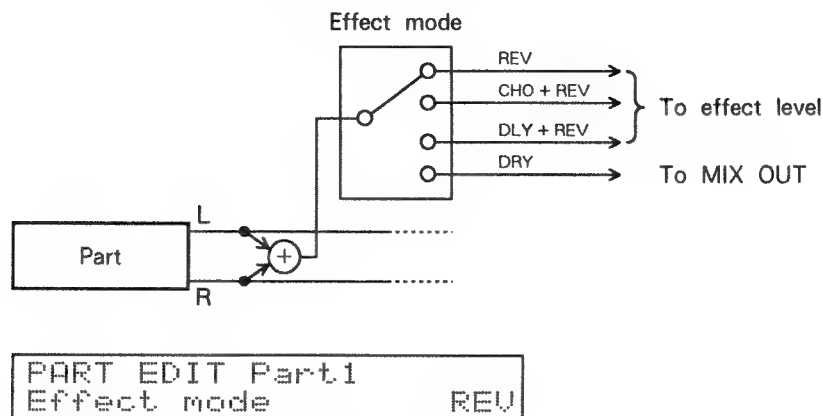 Effect mode
REV
CHO + REV
DLY + REV
DRY
To effect level
To MIX OUT
L
Part
+
R
PART EDIT Part1
Effect mode REV